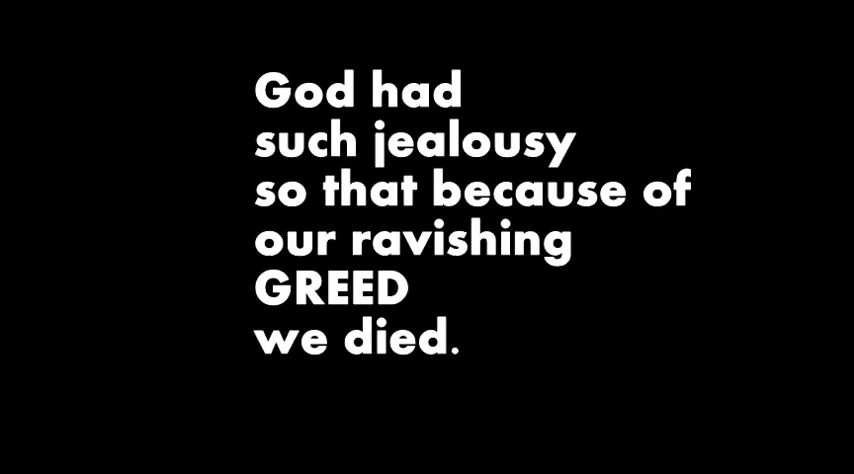 God had
such jealousy
so that because of
our ravishing
GREED
we died.